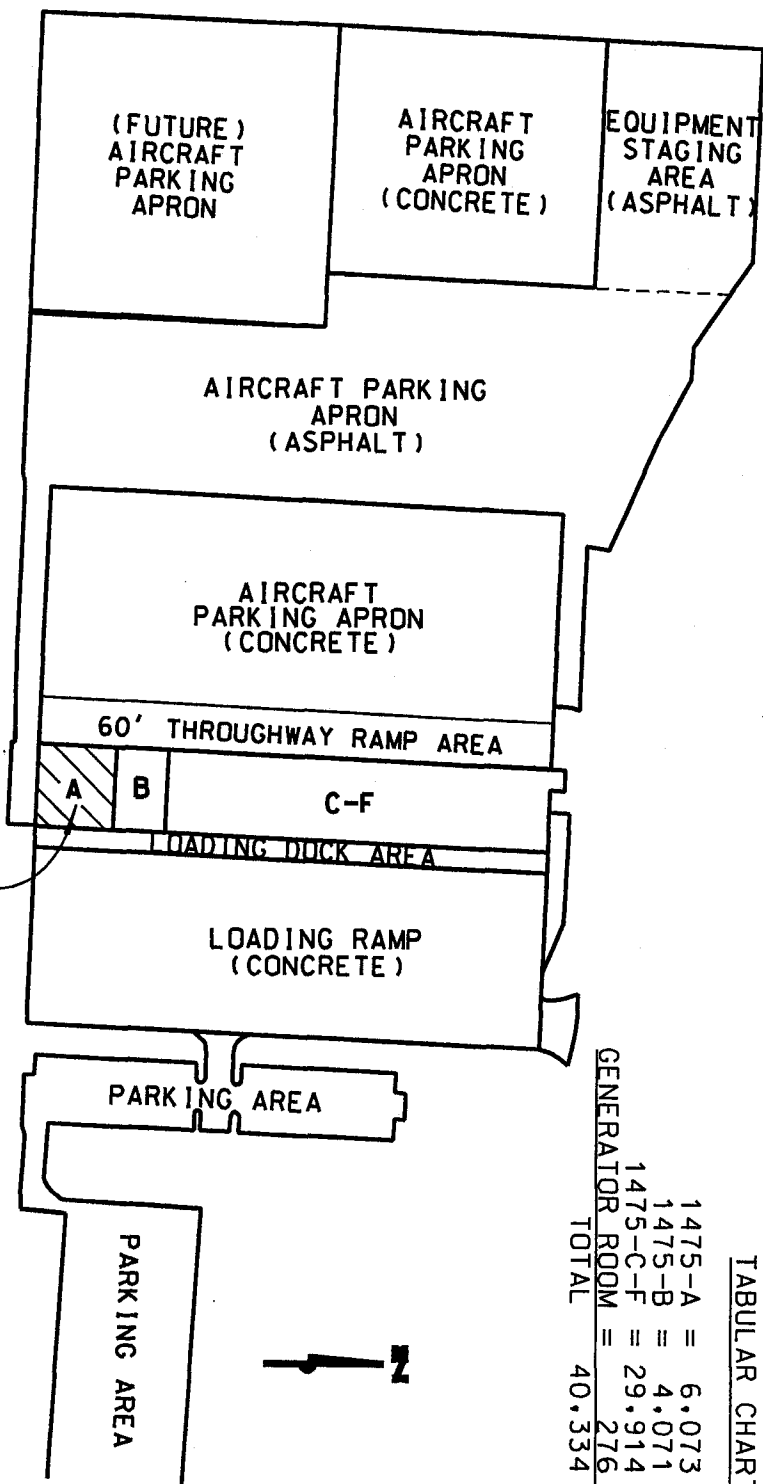 (FUTURE)
AIRCRAFT
PARKING
APRON
AIRCRAFT
PARKING
APRON
(CONCRETE)
EQUIPMENT
STAGING
AREA
(ASPHALT)
AIRCRAFT PARKING
APRON
(ASPHALT)
AIRCRAFT
PARKING APRON
(CONCRETE)
60' THROUGHWAY RAMP AREA
A
B
C-F
LOADING DOCK AREA
LOADING RAMP
(CONCRETE)
PARKING AREA
PARKING AREA
N
TABULAR CHART
1475-A = 6,073
1475-B = 4,071
1475-C-F = 29,914
GENERATOR ROOM = 276
TOTAL 40,334